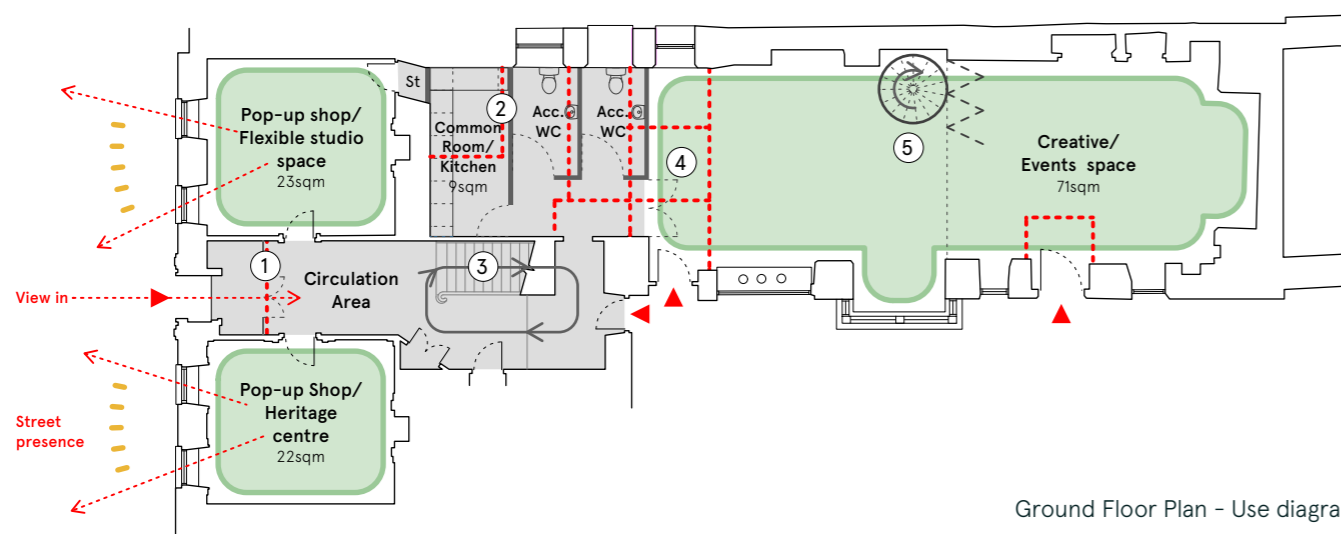 Pop-up shop/
Flexible studio
space
23sqm
St
2
Common
Room/
Kitchen
9sqm
Acc.
WC
Acc.
WC
4
5
Creative/
Events space
71sqm
1
Circulation
Area
3
View in
Pop-up Shop/
Heritage
centre
22sqm
Street
presence
Ground Floor Plan - Use diagra